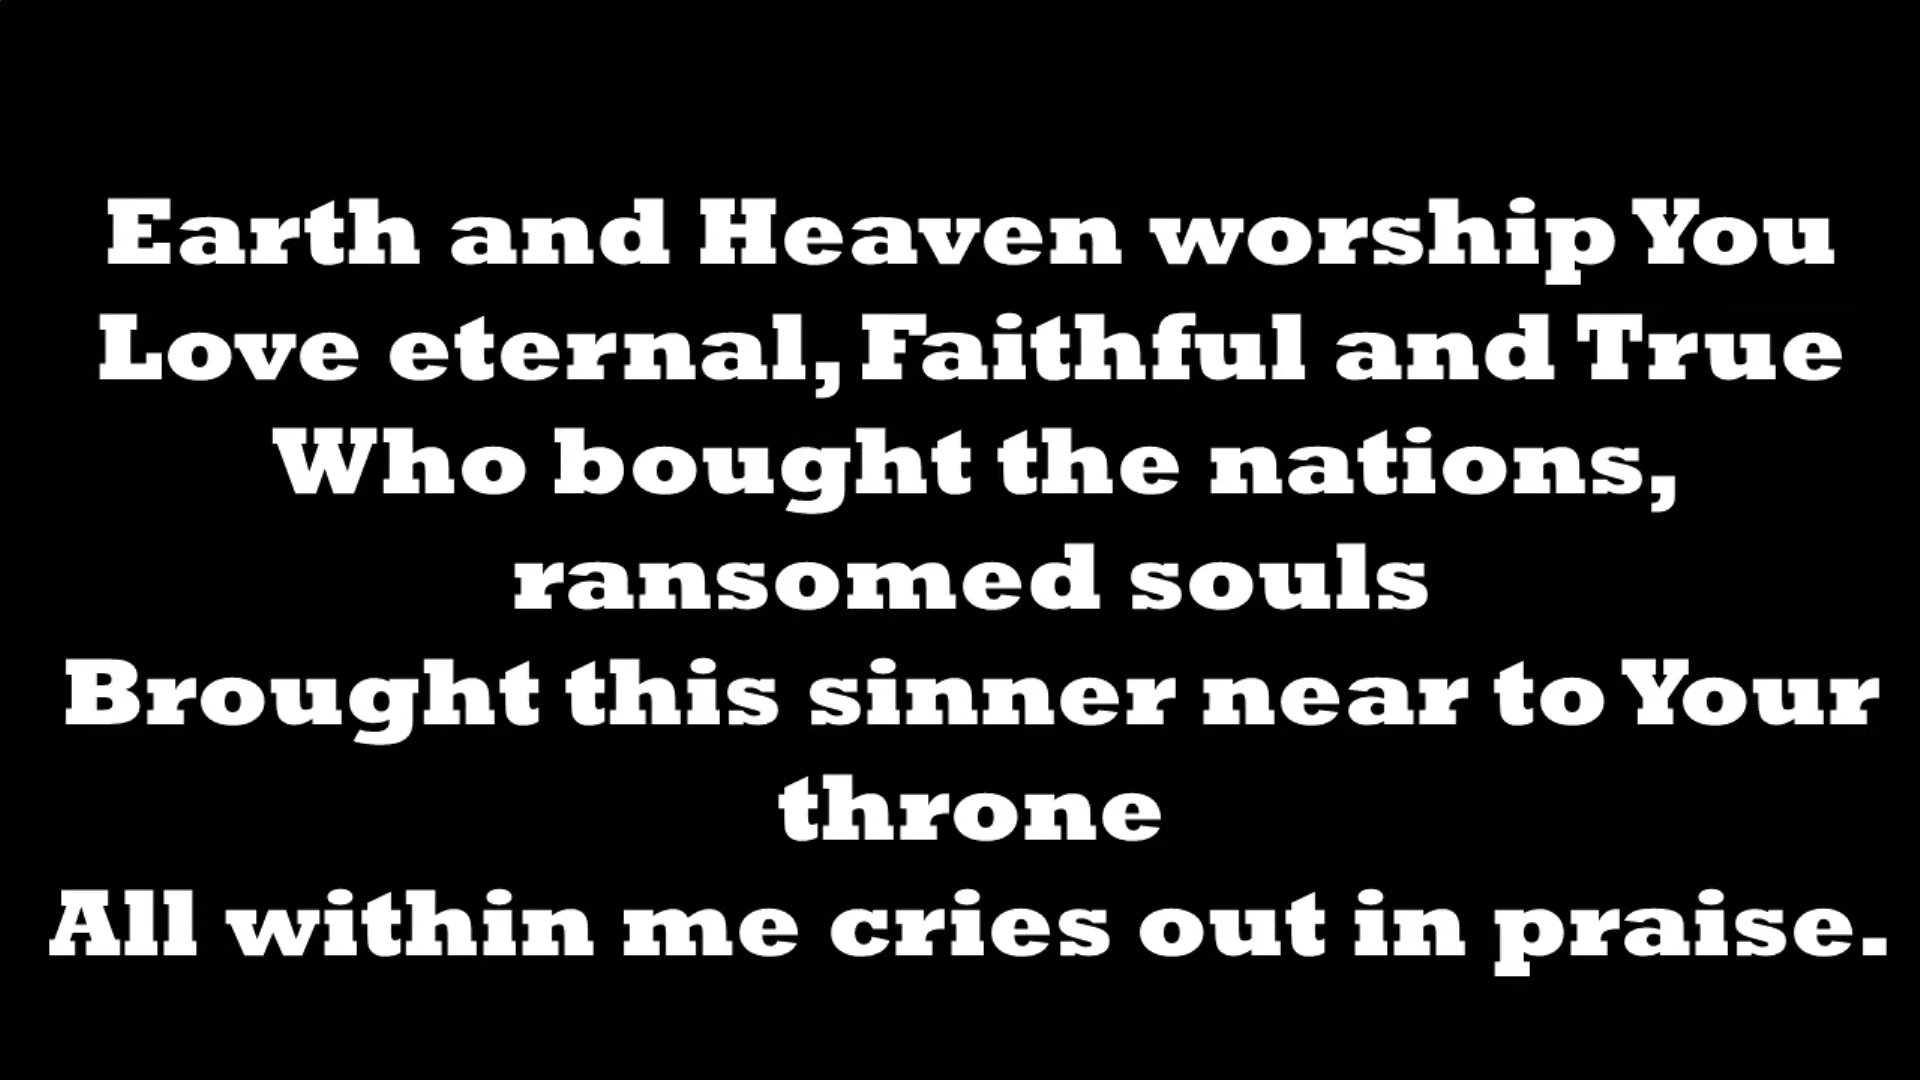 Earth and Heaven worship You
Love eternal, Faithful and True
Who bought the nations,
ransomed souls
Brought this sinner near to Your
throne
All within me cries out in praise.